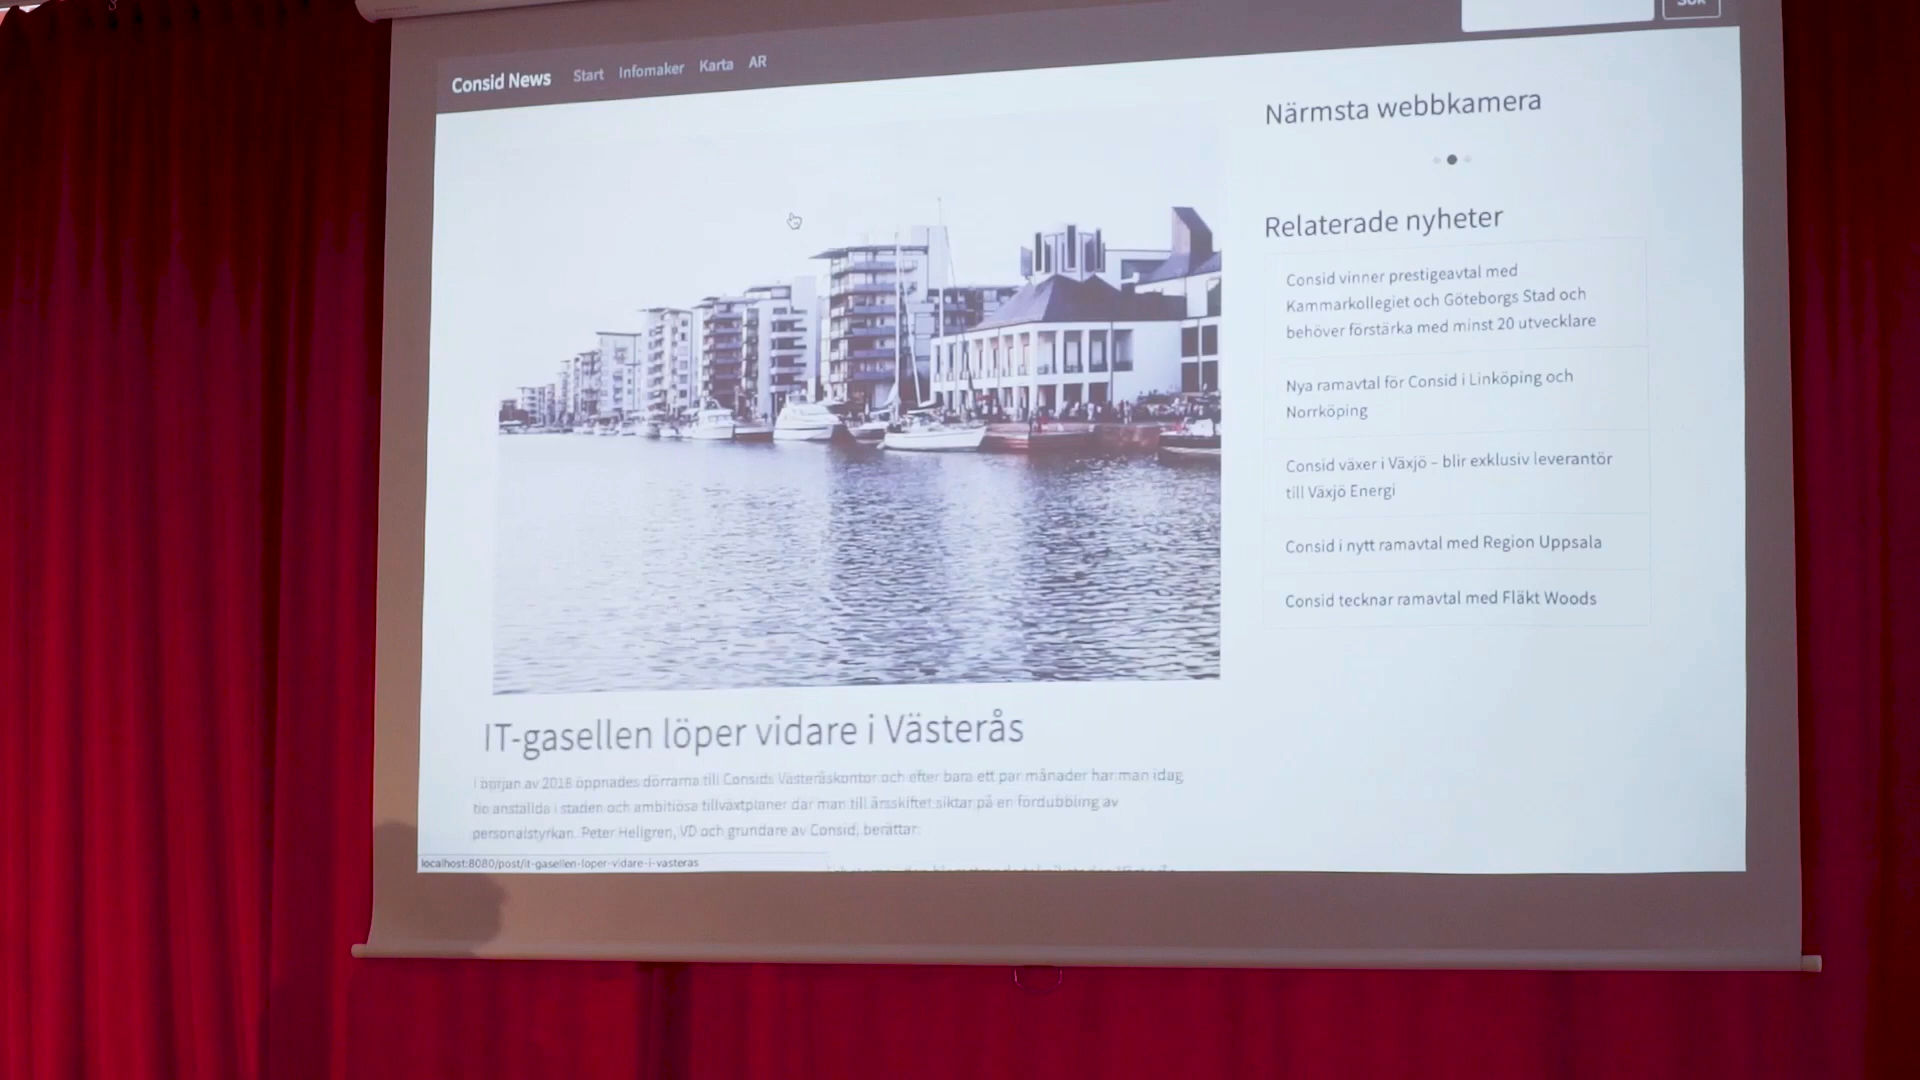 Consid News Start Infomaker Karta AR
Sök
Närmsta webbkamera
Relaterade nyheter
Consid vinner prestigeavtal med
Kammarkollegiet och Göteborgs Stad och
behöver förstärka med minst 20 utvecklare
Nya ramavtal för Consid i Linköping och
Norrköping
Consid växer i Växjö – blir exklusiv leverantör
till Växjö Energi
Consid i nytt ramavtal med Region Uppsala
Consid tecknar ramavtal med Fläkt Woods
IT-gasellen löper vidare i Västerås
I början av 2018 öppnades dörrarna till Consids Västeråskontor och efter bara ett par månader har man idag
tio anställda i staden och ambitiösa tillväxtplaner där man till årsskiftet siktar på en fördubbling av
personalstyrkan. Peter Hellgren, VD och grundare av Consid, berättar:
localhost:8080/post/it-gasellen-loper-vidare-i-vasteras